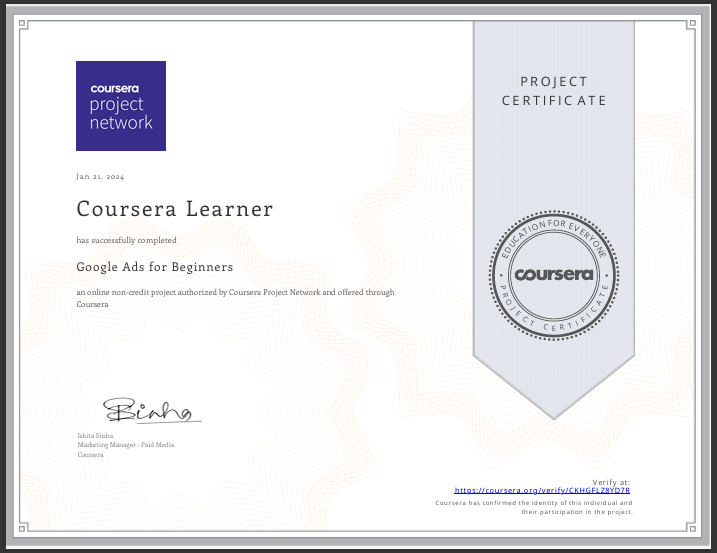 coursera
project
network
PROJECT
CERTIFICATE
Jan 21, 2024
Coursera Learner
has successfully completed
Google Ads for Beginners
an online non-credit project authorized by Coursera Project Network and offered through
Coursera
EDUCATION FOR EVERYONE
coursera
PROJECT CERTIFICATE
Sinha
Ishita Sinha
Marketing Manager - Paid Media
Coursera
Verify at:
https://coursera.org/verify/CKHGFLZ8YD7R
Coursera has confirmed the identity of this individual and
their participation in the project.